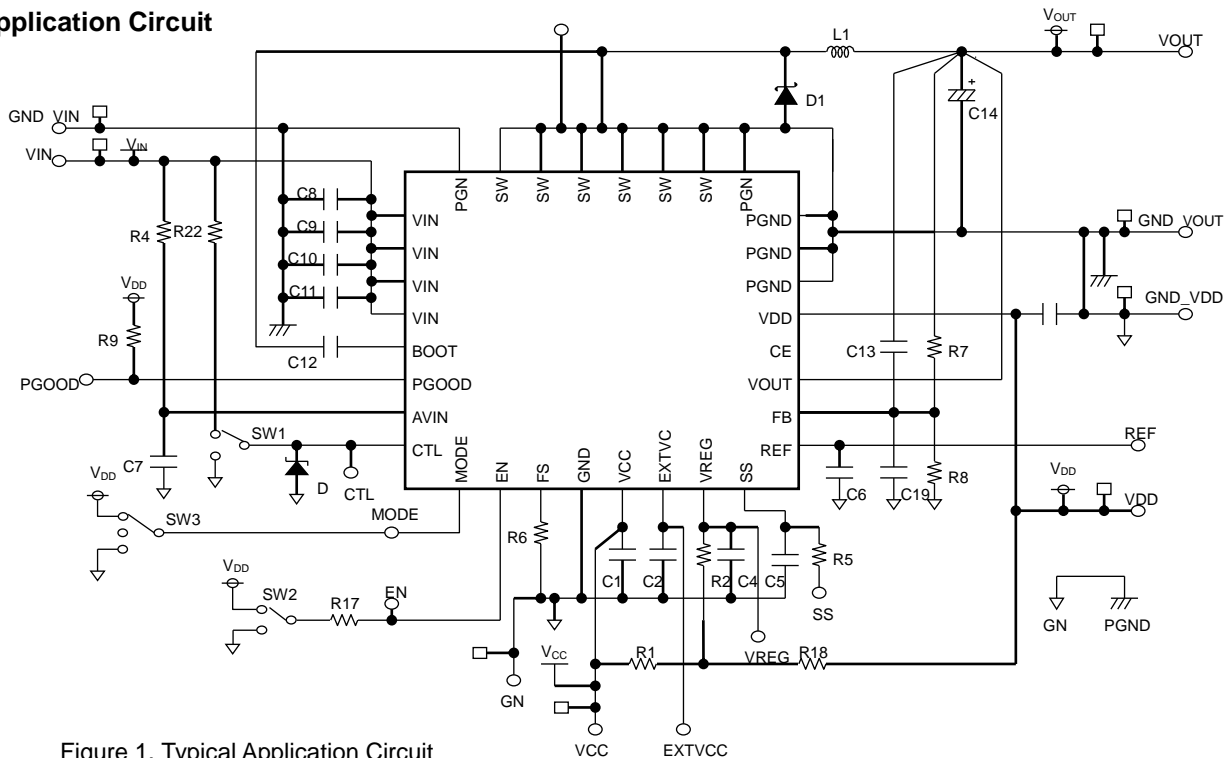 pplication Circuit
VOUT
L1
VOUT
D1
C14
+
GND_VIN
VIN
VIN
PGN
SW
SW
SW
SW
SW
SW
PGN
C8
C9
C10
C11
C12
R4
R22
VIN
VIN
VIN
VIN
BOOT
PGOOD
AVIN
CTL
PGND
PGND
PGND
VDD
CE
VOUT
FB
REF
GND_VOUT
GND_VDD
VDD
R9
PGOOD
C13
R7
SW1
C7
D
CTL
MODE
EN
FS
GND
VCC
EXTVC
VREG
SS
C6
C19
R8
REF
VDD
VDD
VDD
SW3
MODE
R6
C1
C2
R2
C4
C5
R5
SS
VDD
SW2
R17
EN
GN
PGND
VCC
R1
VREG
R18
GN
VCC
EXTVCC
Figure 1. Typical Application Circuit